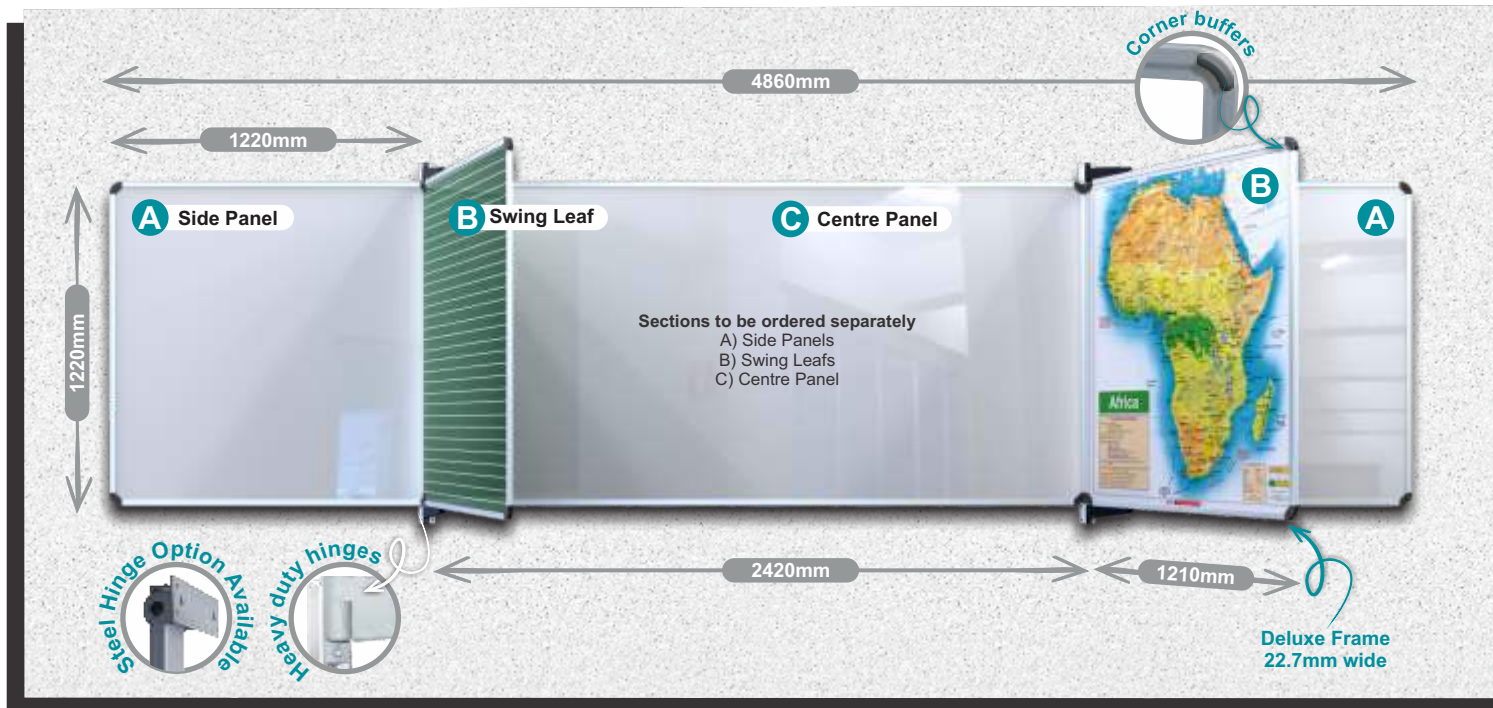 Corner buffers
4860mm
1220mm
B
A Side Panel
B Swing Leaf
C Centre Panel
A
1220mm
Sections to be ordered separately
A) Side Panels
B) Swing Leafs
C) Centre Panel
Africa
2420mm
1210mm
Steel Hinge Option Available
Heavy duty hinges
Deluxe Frame
22.7mm wide